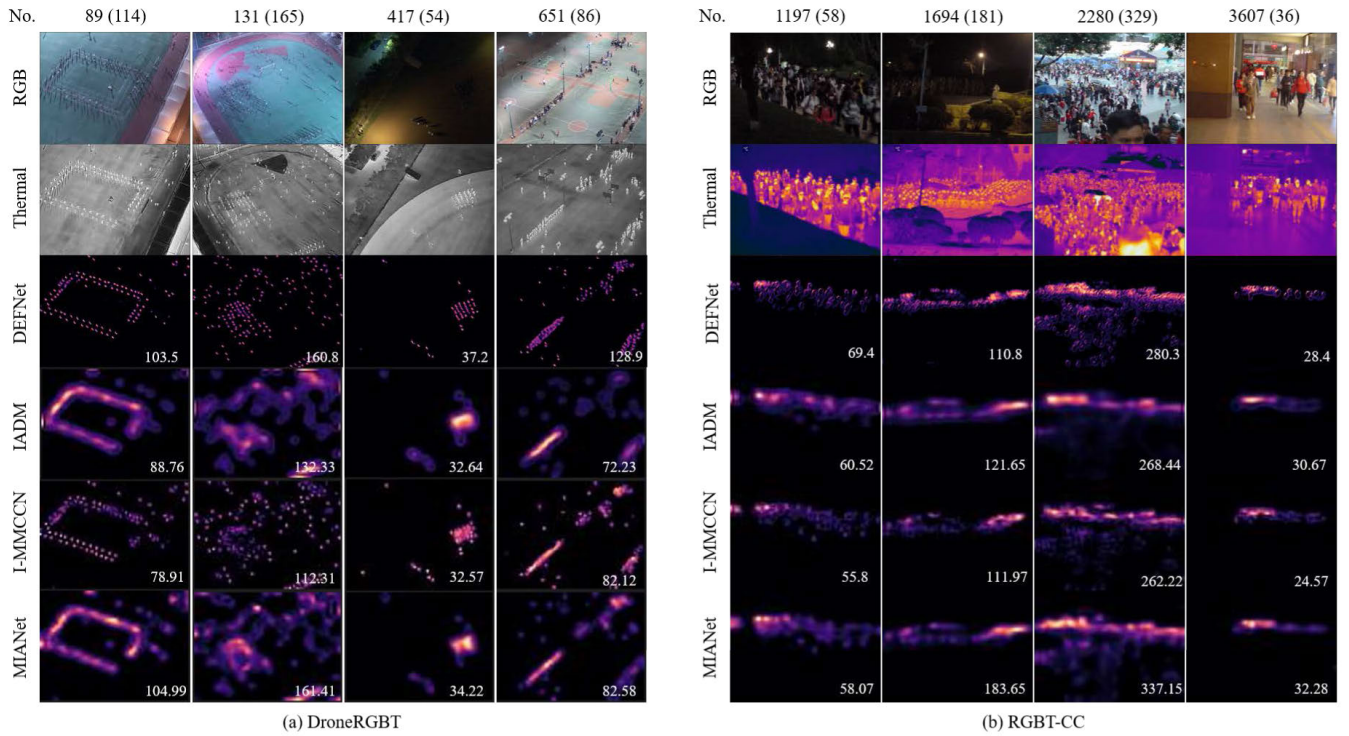 No. 89 (114) 131 (165) 417 (54) 651 (86) No. 1197 (58) 1694 (181) 2280 (329) 3607 (36)
RGB RGB
Thermal Thermal
DEFNet 103.5 160.8 37.2 128.9 DEFNet 69.4 110.8 280.3 28.4
IADM 88.76 132.33 32.64 72.23 IADM 60.52 121.65 268.44 30.67
I-MMCCN 78.91 112.31 32.57 82.12 I-MMCCN 55.8 111.97 262.22 24.57
MIANet 104.99 161.41 34.22 82.58 MIANet 58.07 183.65 337.15 32.28
(a) DroneRGBT (b) RGBT-CC